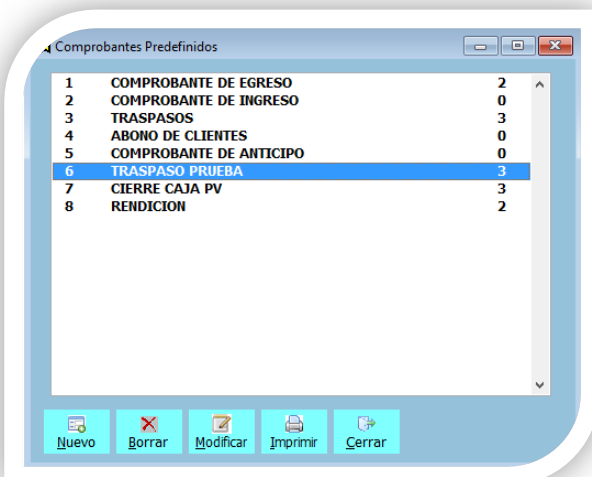 Comprobantes Predefinidos
1 COMPROBANTE DE EGRESO 2
2 COMPROBANTE DE INGRESO 0
3 TRASPASOS 3
4 ABONO DE CLIENTES 0
5 COMPROBANTE DE ANTICIPO 0
6 TRASPASO PRUEBA 3
7 CIERRE CAJA PV 3
8 RENDICION 2
Nuevo Borrar Modificar Imprimir Cerrar